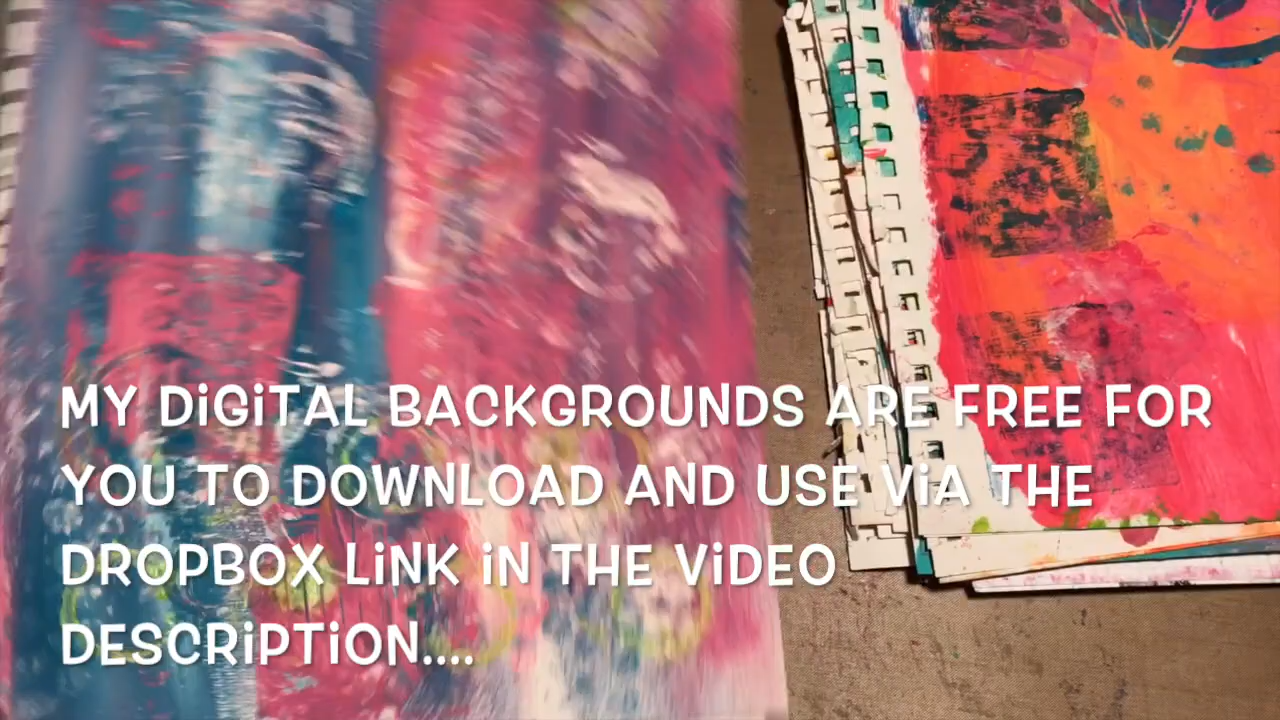 MY DiGiTAL BACKGROUNDS ARE FREE FOR
YOU TO DOWNLOAD AND USE ViA THE
DROPBOX LiNK iN THE ViDEO
DESCRiPTiON....